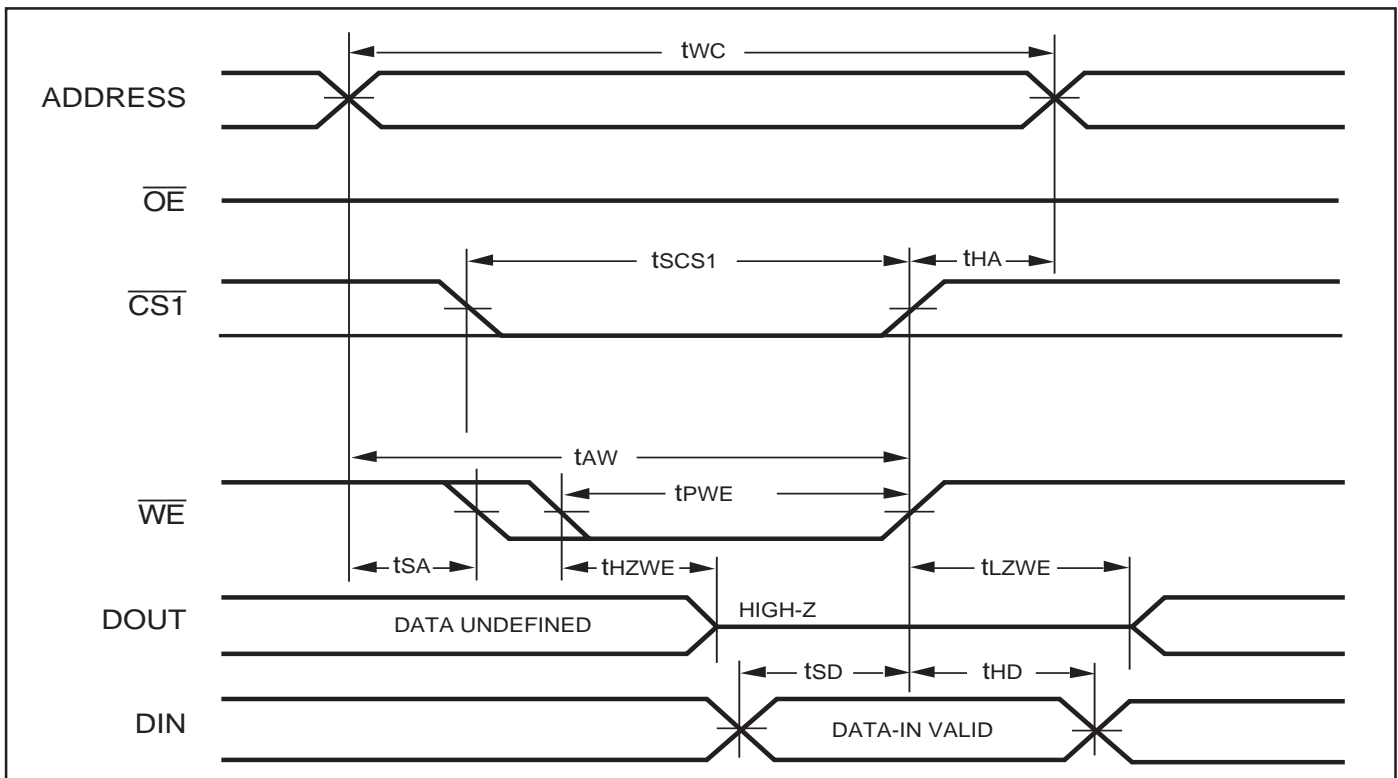 tWC
ADDRESS
OE
tSCS1
tHA
CS1
tAW
tPWE
WE
tSA
tHZWE
tLZWE
DOUT
DATA UNDEFINED
HIGH-Z
tSD
tHD
DIN
DATA-IN VALID